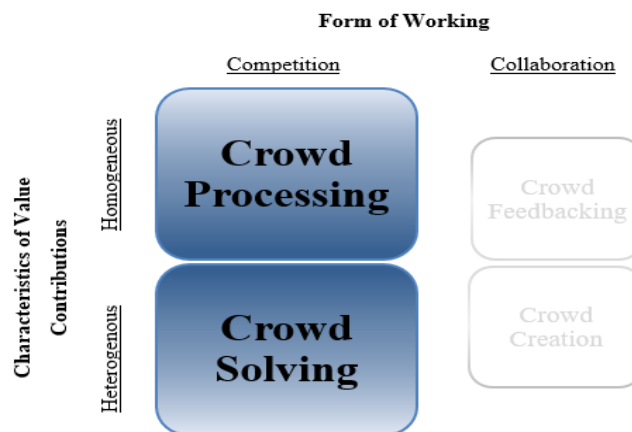 Form of Working
Competition
Collaboration
Characteristics of Value
Contributions
Homogeneous
Heterogenous
Crowd
Processing
Crowd
Feedbacking
Crowd
Solving
Crowd
Creation